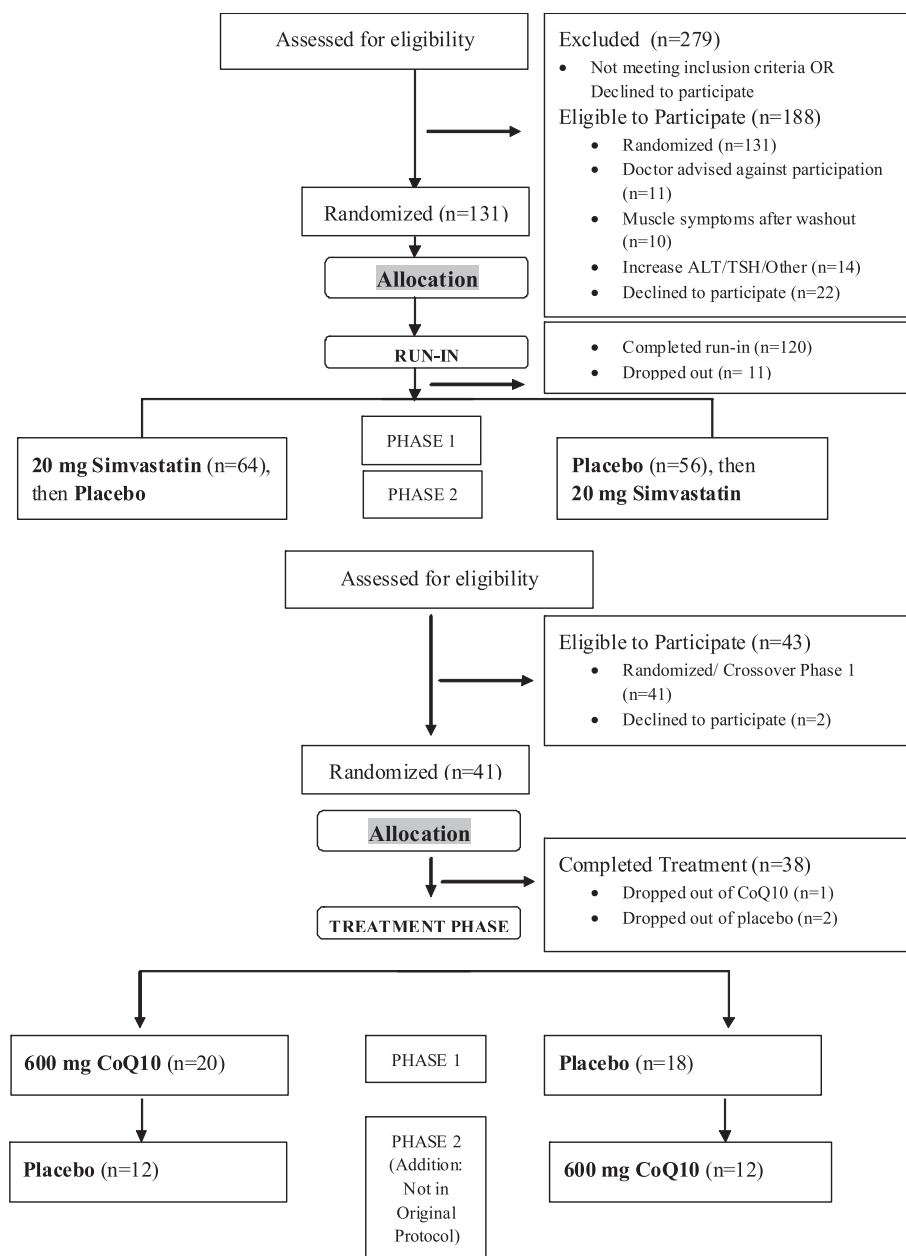 Assessed for eligibility
Excluded (n=279)
• Not meeting inclusion criteria OR
Declined to participate
Eligible to Participate (n=188)
• Randomized (n=131)
• Doctor advised against participation
(n=11)
• Muscle symptoms after washout
(n=10)
• Increase ALT/TSH/Other (n=14)
• Declined to participate (n=22)
Randomized (n=131)
Allocation
RUN-IN
• Completed run-in (n=120)
• Dropped out (n= 11)
PHASE 1
20 mg Simvastatin (n=64),
then Placebo
PHASE 2
Placebo (n=56), then
20 mg Simvastatin
Assessed for eligibility
Eligible to Participate (n=43)
• Randomized/ Crossover Phase 1
(n=41)
• Declined to participate (n=2)
Randomized (n=41)
Allocation
Completed Treatment (n=38)
• Dropped out of CoQ10 (n=1)
• Dropped out of placebo (n=2)
TREATMENT PHASE
600 mg CoQ10 (n=20)
PHASE 1
Placebo (n=18)
Placebo (n=12)
PHASE 2
(Addition:
Not in
Original
Protocol)
600 mg CoQ10 (n=12)